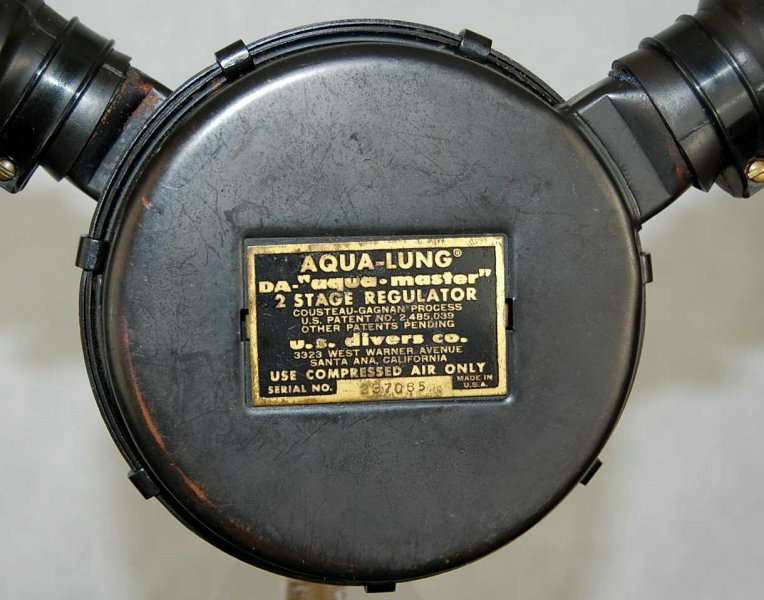 AQUA-LUNG®
DA-"aqua•master"
2 STAGE REGULATOR
COUSTEAU-GAGNAN PROCESS
U.S. PATENT NO. 2,485,039
OTHER PATENTS PENDING
u.s. divers co.
3323 WEST WARNER AVENUE
SANTA ANA, CALIFORNIA
USE COMPRESSED AIR ONLY
SERIAL NO. 297065 MADE IN U.S.A.